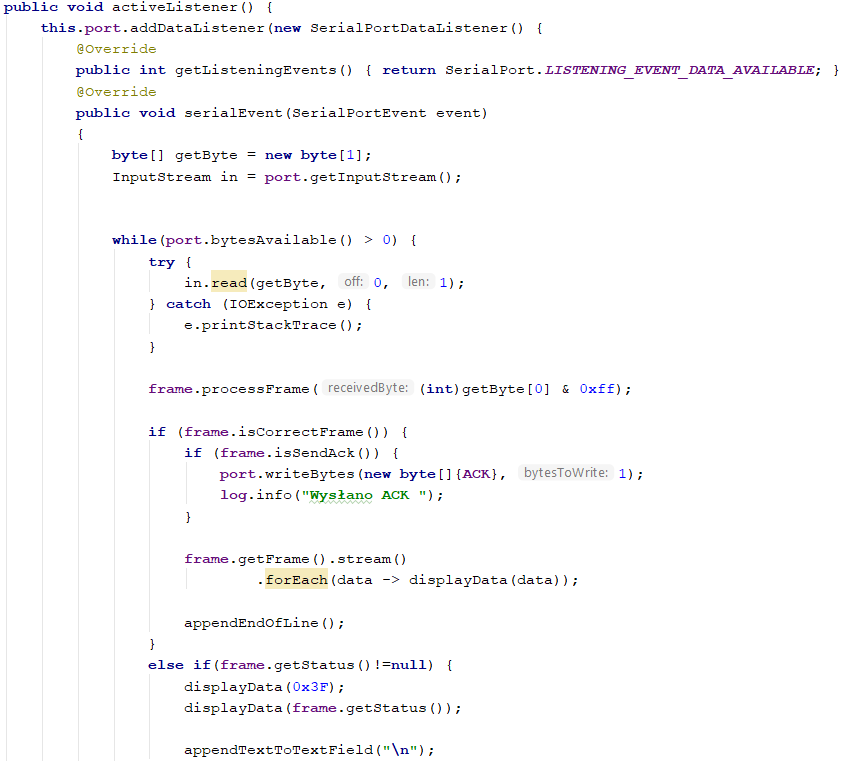 public void activeListener() {
    this.port.addDataListener(new SerialPortDataListener() {
        @Override
        public int getListeningEvents() { return SerialPort.LISTENING_EVENT_DATA_AVAILABLE; }
        @Override
        public void serialEvent(SerialPortEvent event)
        {
            byte[] getByte = new byte[1];
            InputStream in = port.getInputStream();

            while(port.bytesAvailable() > 0) {
                try {
                    in.read(getByte, off: 0, len: 1);
                } catch (IOException e) {
                    e.printStackTrace();
                }

                frame.processFrame( receivedByte: (int)getByte[0] & 0xff);

                if (frame.isCorrectFrame()) {
                    if (frame.isSendAck()) {
                        port.writeBytes(new byte[]{ACK}, bytesToWrite: 1);
                        log.info("Wysłano ACK ");
                    }

                    frame.getFrame().stream()
                            .forEach(data -> displayData(data));

                    appendEndOfLine();
                }
                else if(frame.getStatus()!=null) {
                    displayData(0x3F);
                    displayData(frame.getStatus());

                    appendTextToTextField("\n");